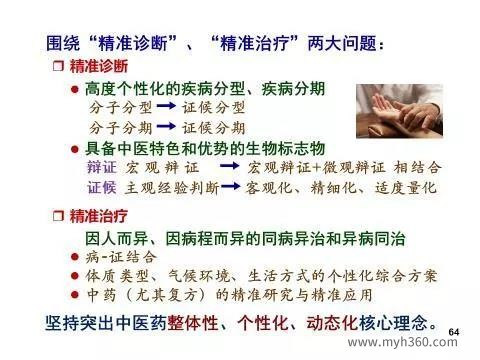 围绕“精准诊断”、“精准治疗”两大问题：
精准诊断
高度个性化的疾病分型、疾病分期
分子分型 → 证候分型
分子分期 → 证候分期
具备中医特色和优势的生物标志物
辩证 宏观辩证 → 宏观辩证+微观辩证 相结合
证候 主观经验判断 → 客观化、精细化、适度量化
精准治疗
因人而异、因病程而异的同病异治和异病同治
病-证结合
体质类型、气候环境、生活方式的个性化综合方案
中药（尤其复方）的精准研究与精准应用
坚持突出中医药整体性、个性化、动态化核心理念。
64
www.myh360.com